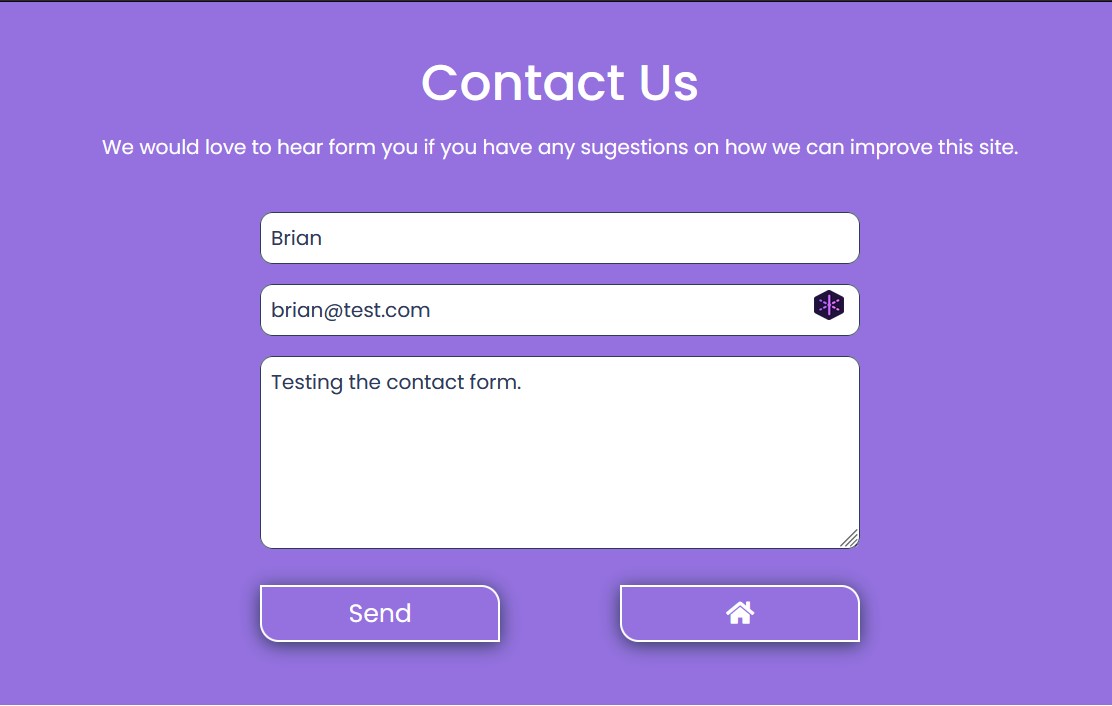 Contact Us
We would love to hear form you if you have any sugestions on how we can improve this site.
Brian
brian@test.com
Testing the contact form.
Send